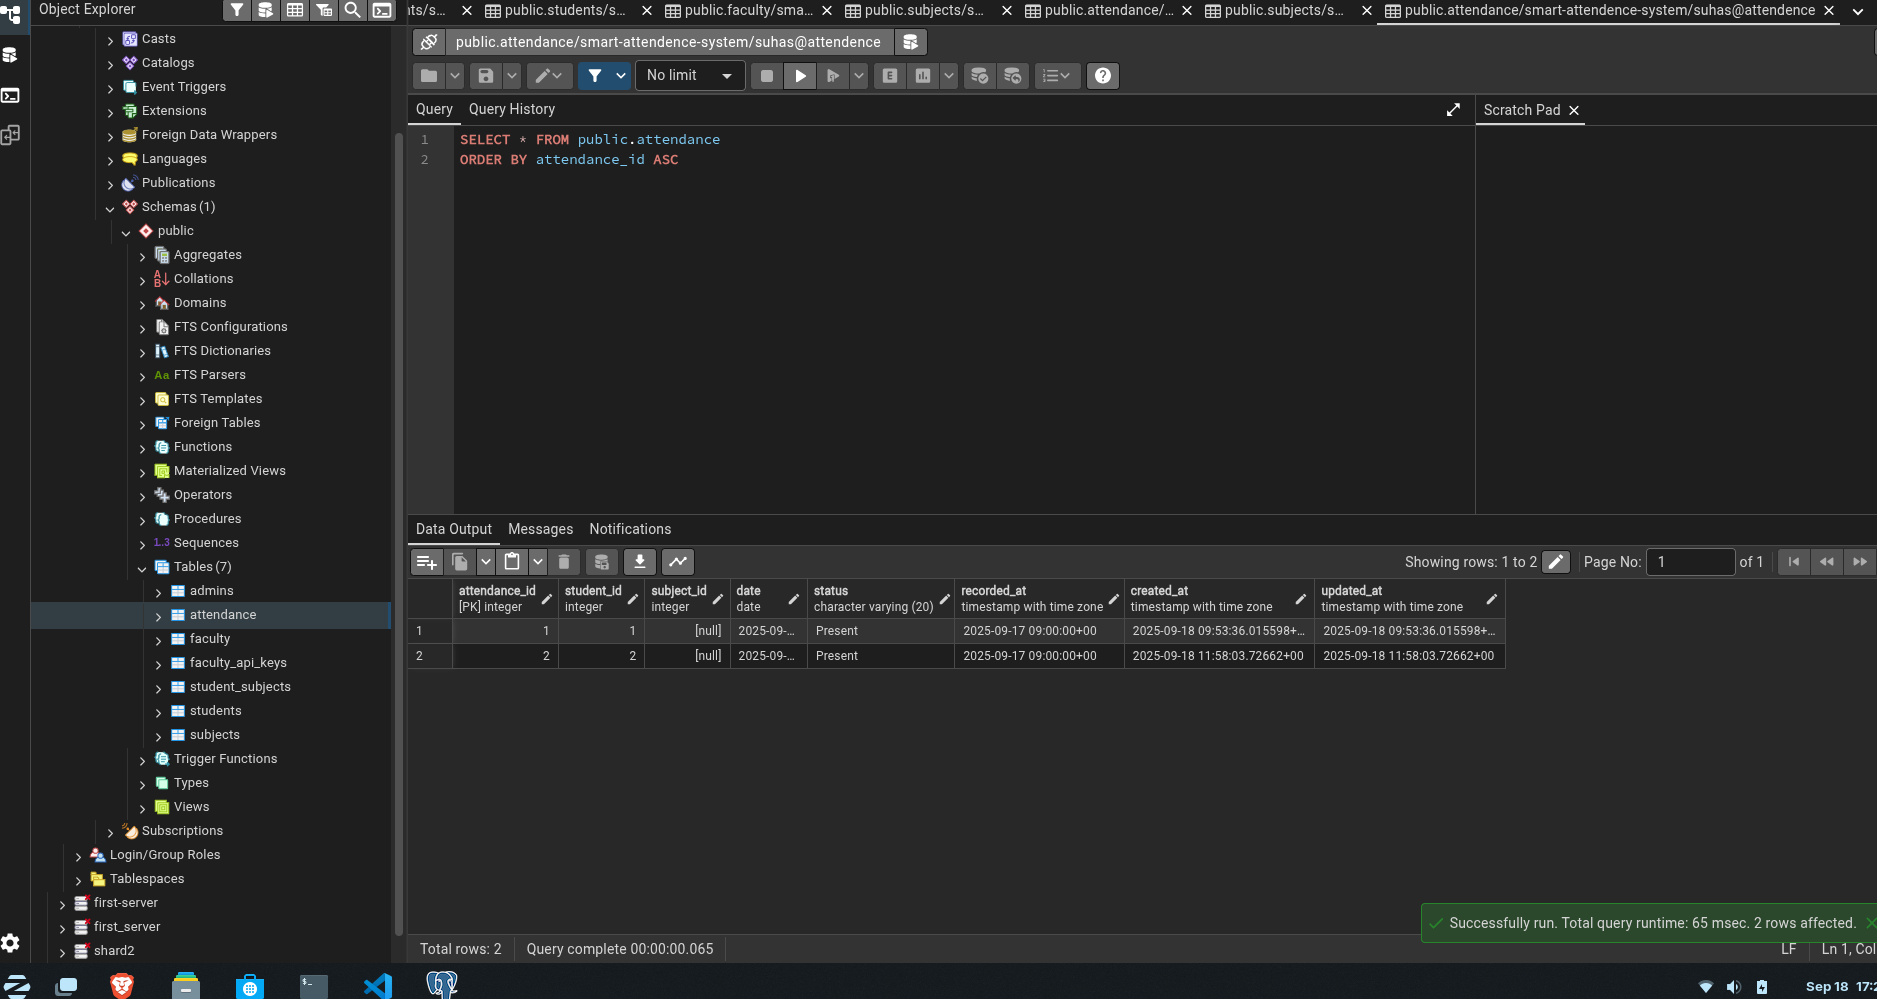 Object Explorer
Casts
Catalogs
Event Triggers
Extensions
Foreign Data Wrappers
Languages
Publications
Schemas (1)
public
Aggregates
Collations
Domains
FTS Configurations
FTS Dictionaries
Aa FTS Parsers
FTS Templates
Foreign Tables
Functions
Materialized Views
Operators
Procedures
1..3 Sequences
Tables (7)
admins
attendance
faculty
faculty_api_keys
student_subjects
students
subjects
Trigger Functions
Types
Views
Subscriptions
Login/Group Roles
Tablespaces
first-server
first_server
shard2
public.students/s...
public.faculty/sma...
public.subjects/s...
public.attendance/...
public.subjects/s...
public.attendance/smart-attendence-system/suhas@attendence
public.attendance/smart-attendence-system/suhas@attendence
No limit
E
Query Query History
Scratch Pad
1 SELECT * FROM public.attendance
2 ORDER BY attendance_id ASC
Data Output Messages Notifications
Showing rows: 1 to 2 Page No: 1 of 1
attendance_id student_id subject_id date status recorded_at created_at updated_at
[PK] integer integer integer date character varying (20) timestamp with time zone timestamp with time zone timestamp with time zone
1 1 1 [null] 2025-09-... Present 2025-09-17 09:00:00+00 2025-09-18 09:53:36.015598+... 2025-09-18 09:53:36.015598+...
2 2 2 [null] 2025-09-... Present 2025-09-17 09:00:00+00 2025-09-18 11:58:03.72662+00 2025-09-18 11:58:03.72662+00
Successfully run. Total query runtime: 65 msec. 2 rows affected.
Total rows: 2 Query complete 00:00:00.065
LF Ln 1, Col
Sep 18